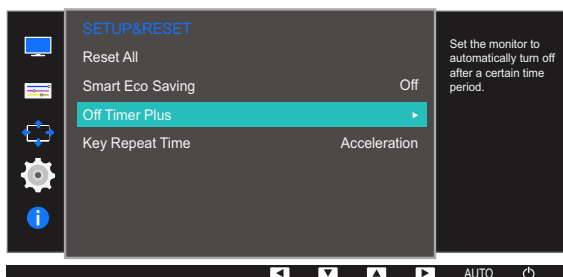 SETUP&RESET
Reset All
Smart Eco Saving Off
Off Timer Plus
Key Repeat Time Acceleration
Set the monitor to
automatically turn off
after a certain time
period.
AUTO